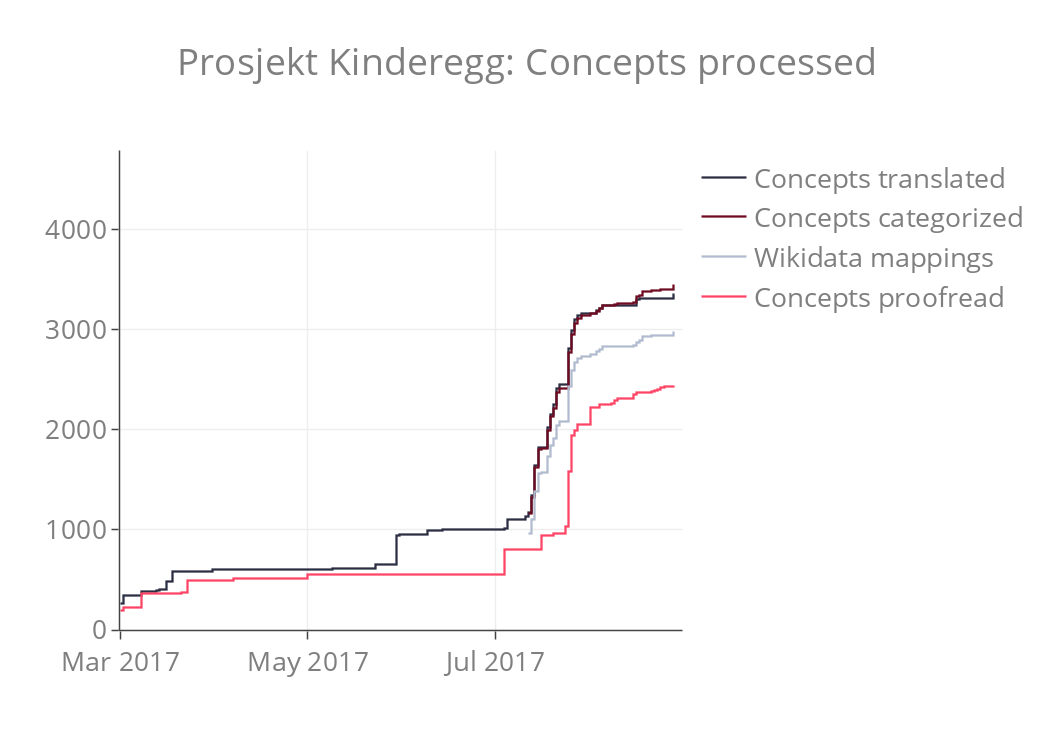 Prosjekt Kinderegg: Concepts processed
Concepts translated
Concepts categorized
Wikidata mappings
Concepts proofread
4000
3000
2000
1000
0
Mar 2017 May 2017 Jul 2017